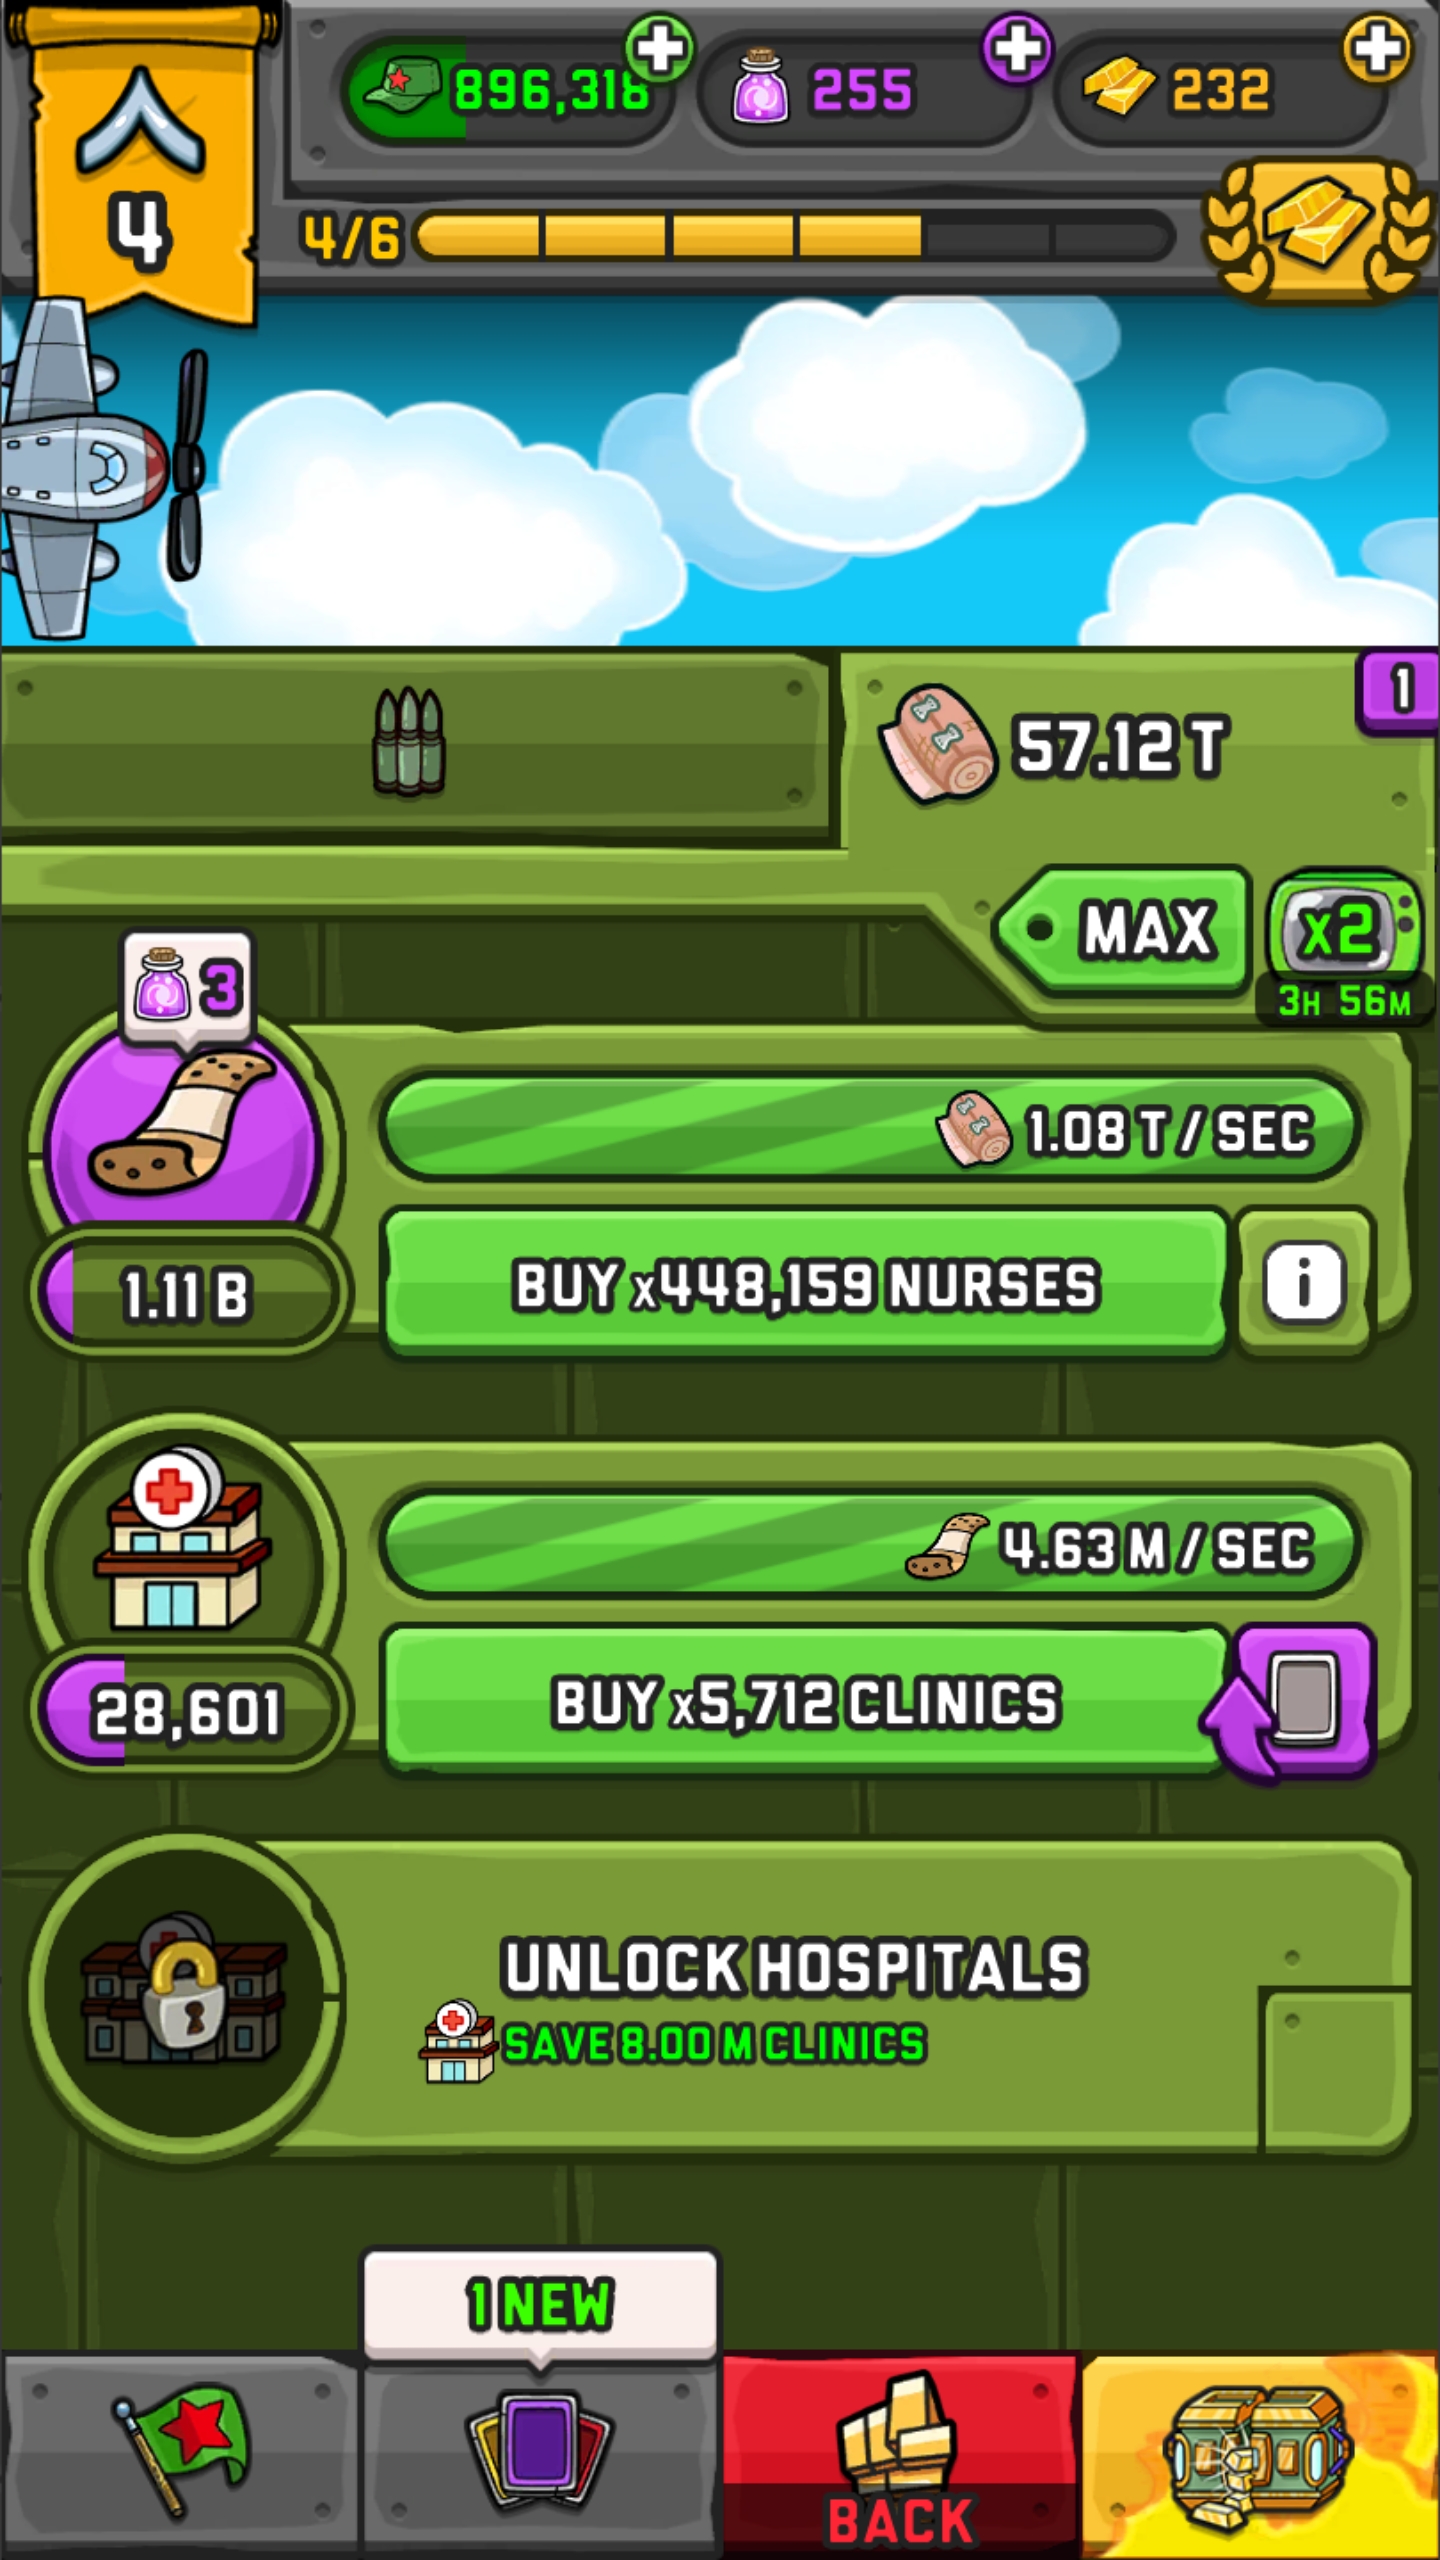 896,318
255
232
4
4/6
57.12 T
1
MAX
x2
3H 56M
3
1.08 T / SEC
1.11 B
BUY x448,159 NURSES
i
4.63 M / SEC
28,601
BUY x5,712 CLINICS
UNLOCK HOSPITALS
SAVE 8.00 M CLINICS
1 NEW
BACK